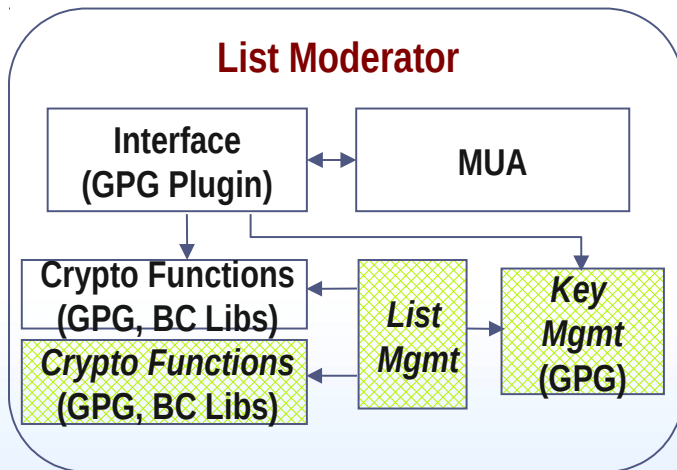 List Moderator
Interface
(GPG Plugin)
MUA
Crypto Functions
(GPG, BC Libs)
Crypto Functions
(GPG, BC Libs)
List
Mgmt
Key
Mgmt
(GPG)